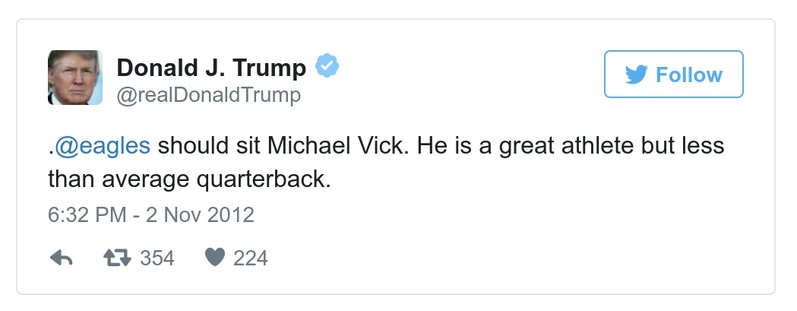 Donald J. Trump
@realDonaldTrump
Follow
.@eagles should sit Michael Vick. He is a great athlete but less
than average quarterback.
6:32 PM - 2 Nov 2012
354 224